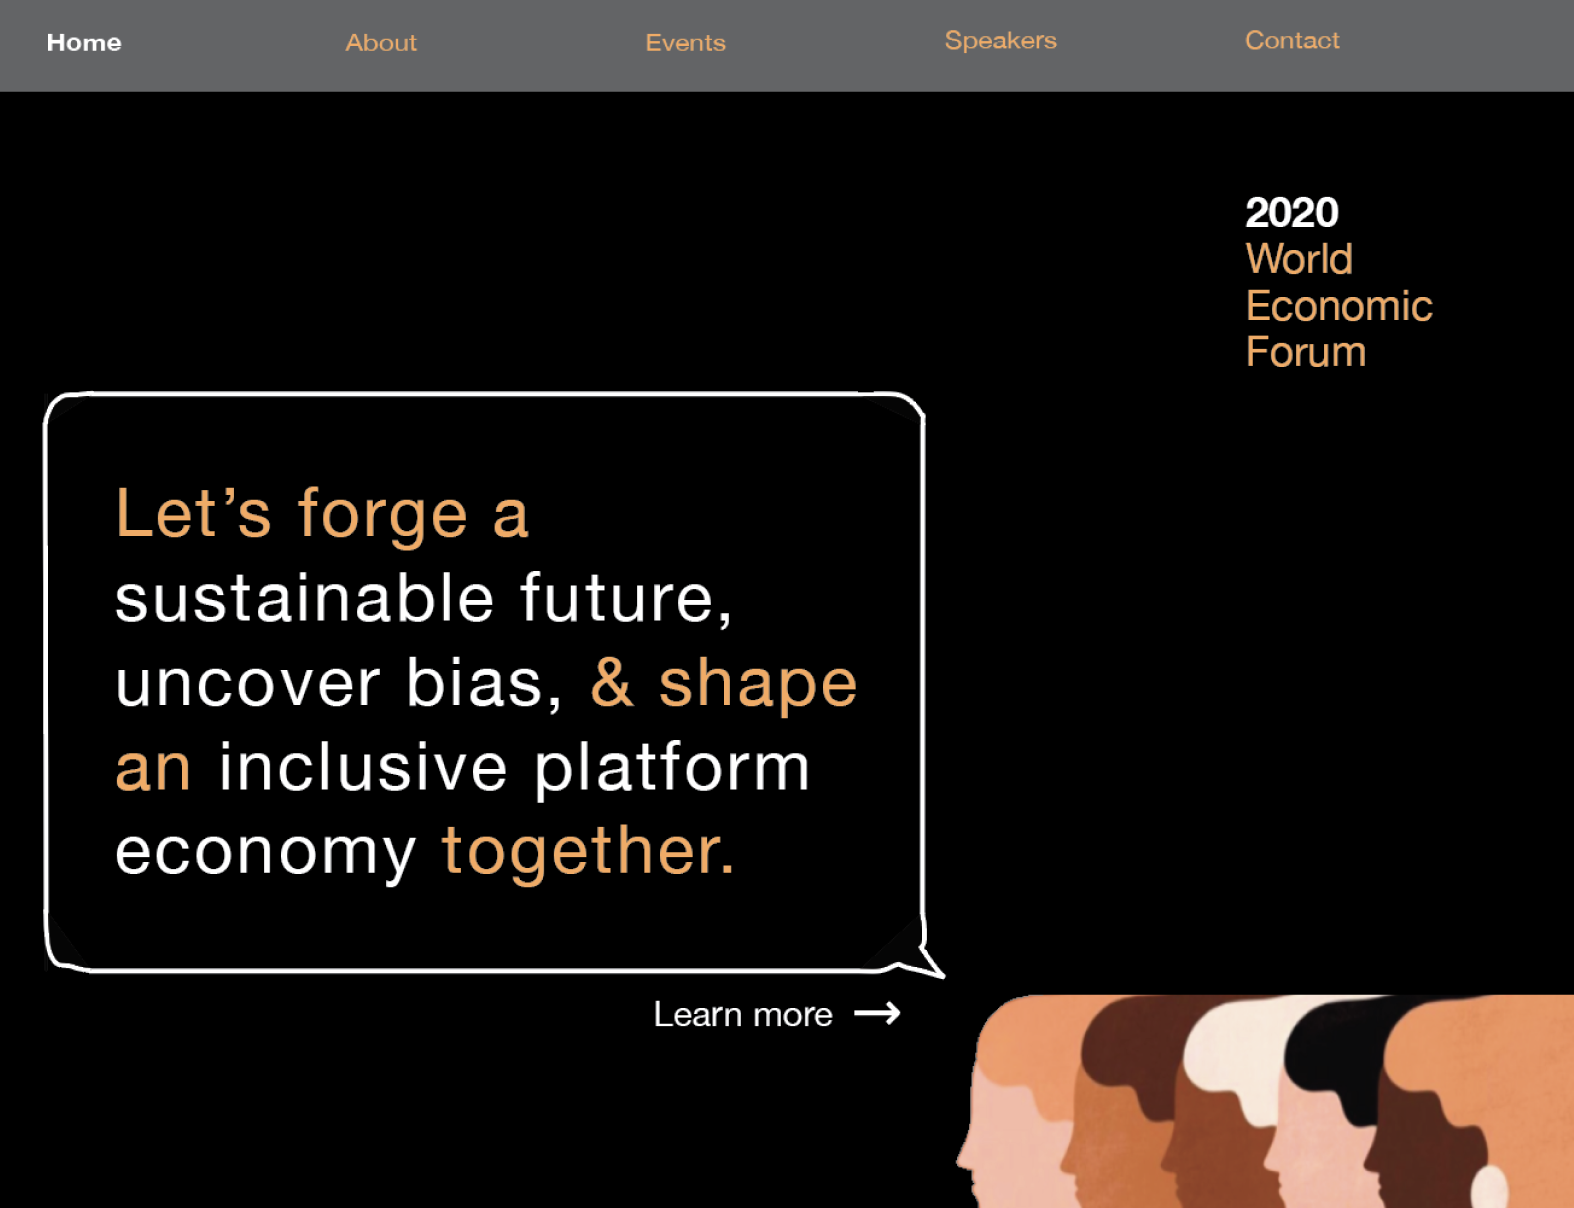 Home About Events Speakers Contact
2020
World
Economic
Forum
Let’s forge a
sustainable future,
uncover bias, & shape
an inclusive platform
economy together.
Learn more →